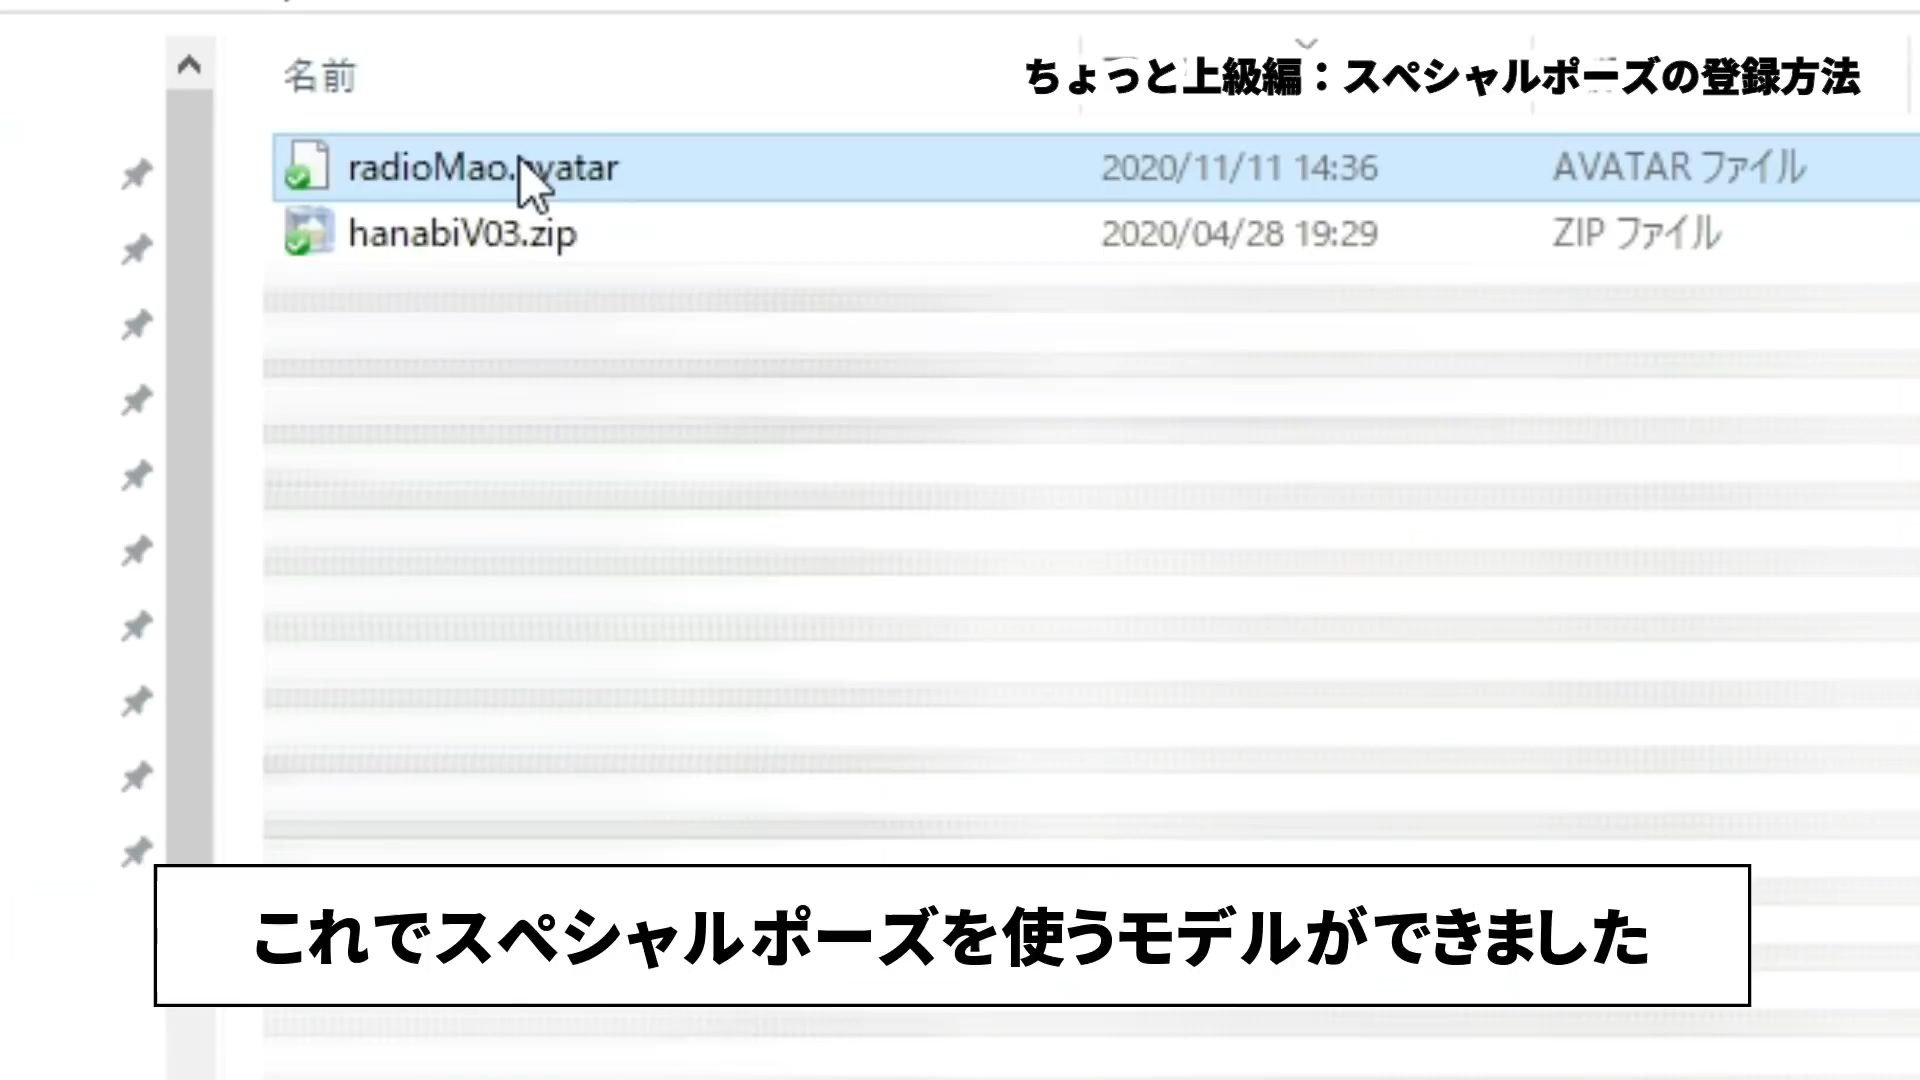 名前
ちょっと上級編：スペシャルポーズの登録方法
radioMao.avatar 2020/11/11 14:36 AVATAR ファイル
hanabiV03.zip 2020/04/28 19:29 ZIP ファイル
これでスペシャルポーズを使うモデルができました